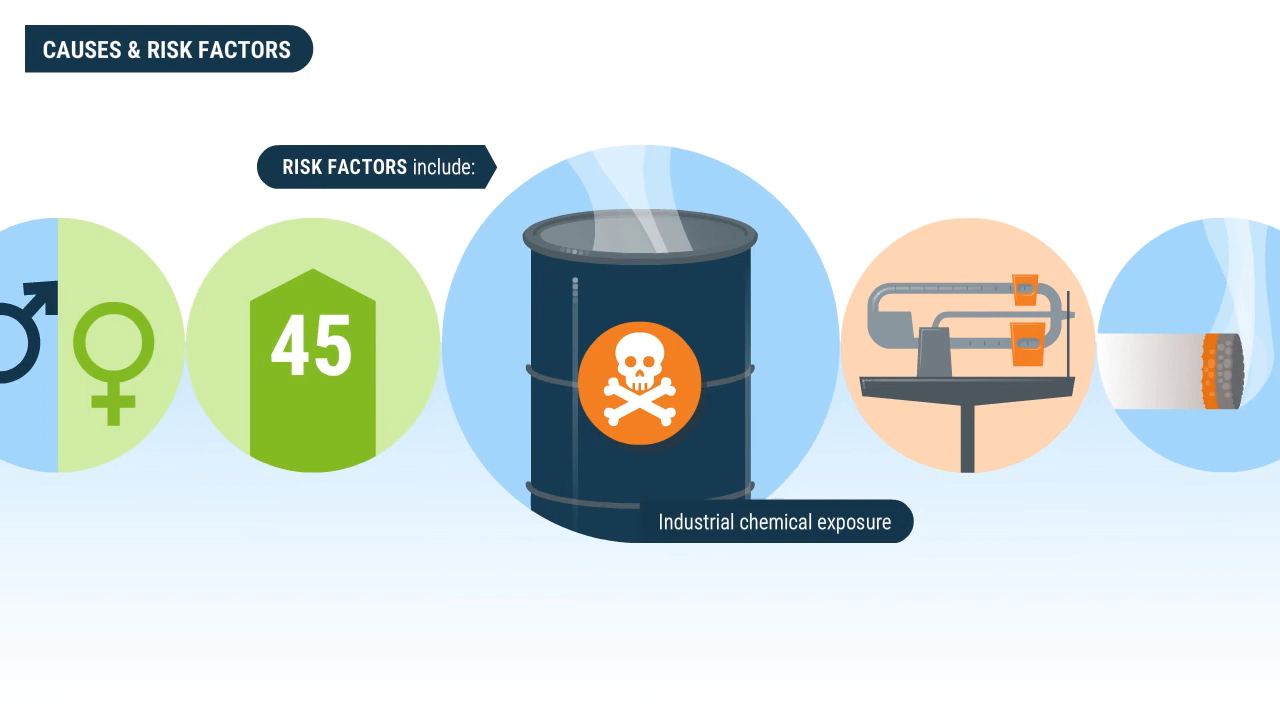 CAUSES & RISK FACTORS
RISK FACTORS include:
45
Industrial chemical exposure